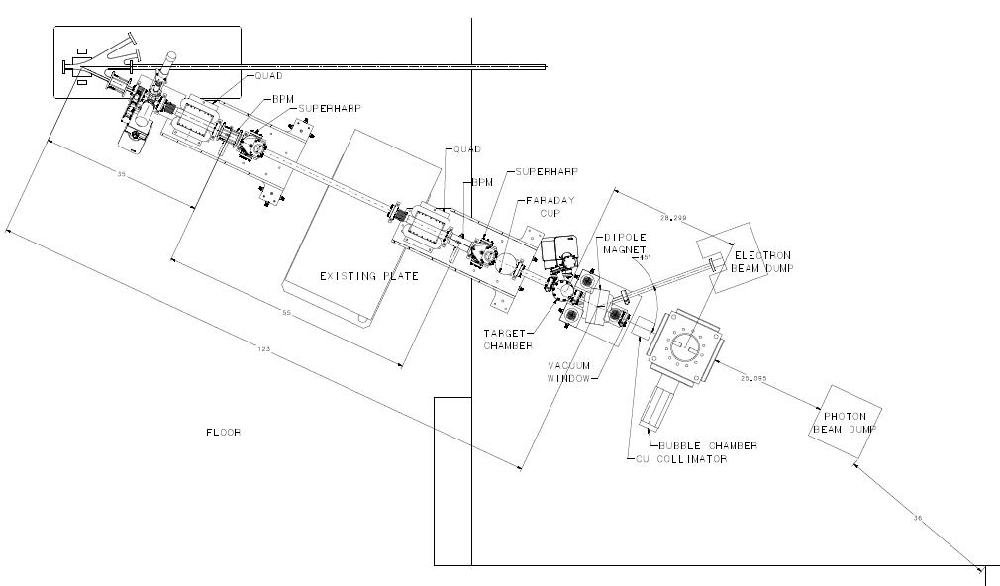 QUAD
BPM
SUPERHARP
QUAD
SUPERHARP
BPM
FARADAY
CUP
35
28.299
DIPOLE
MAGNET
45°
ELECTRON
BEAM DUMP
EXISTING PLATE
55
TARGET
CHAMBER
123
VACUUM
WINDOW
25.095
PHOTON
BEAM DUMP
FLOOR
BUBBLE CHAMBER
CU COLLIMATOR
36